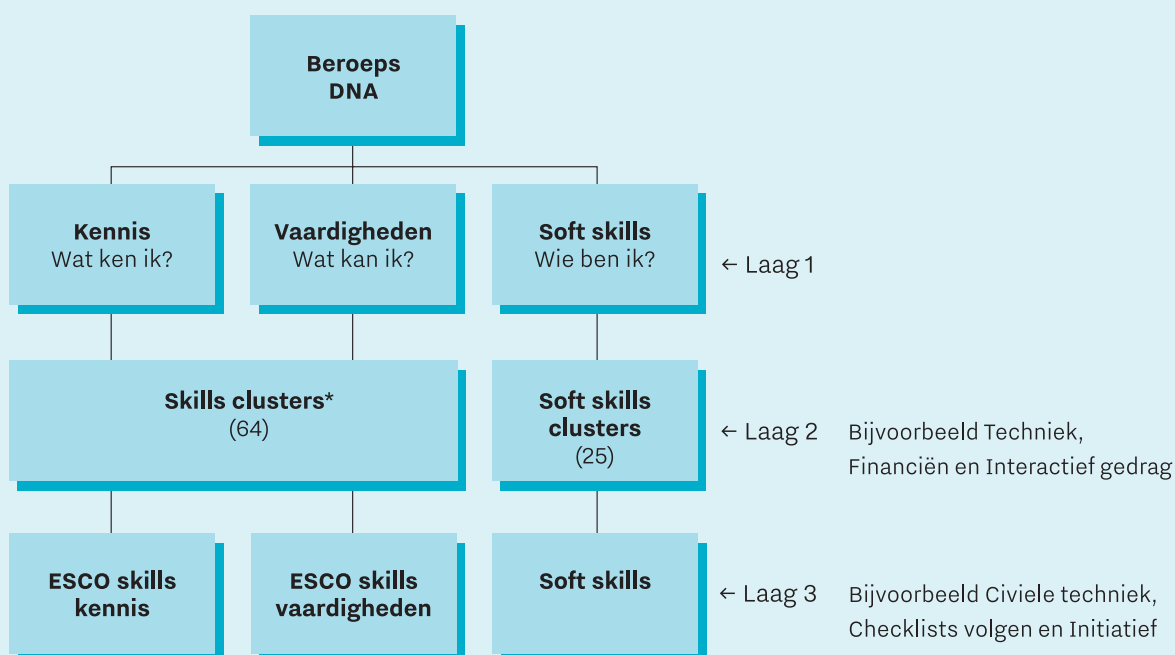 Beroeps
DNA
Kennis
Wat ken ik?
Vaardigheden
Wat kan ik?
Soft skills
Wie ben ik?
← Laag 1
Skills clusters*
(64)
Soft skills
clusters
(25)
← Laag 2
Bijvoorbeeld Techniek,
Financiën en Interactief gedrag
ESCO skills
kennis
ESCO skills
vaardigheden
Soft skills
← Laag 3
Bijvoorbeeld Civiele techniek,
Checklists volgen en Initiatief